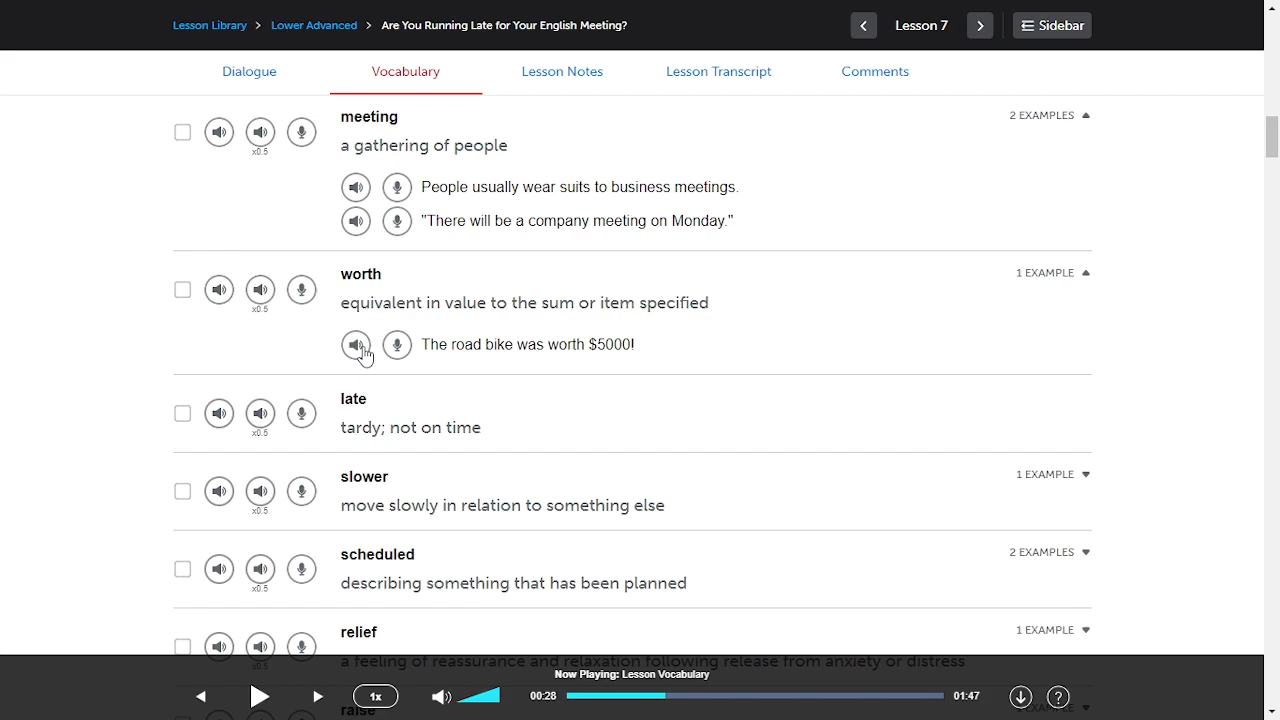 Lesson Library > Lower Advanced > Are You Running Late for Your English Meeting?
Lesson 7
Sidebar
Dialogue
Vocabulary
Lesson Notes
Lesson Transcript
Comments
meeting
2 EXAMPLES
a gathering of people
x0.5
People usually wear suits to business meetings.
"There will be a company meeting on Monday."
worth
1 EXAMPLE
equivalent in value to the sum or item specified
x0.5
The road bike was worth $5000!
late
tardy; not on time
x0.5
slower
1 EXAMPLE
move slowly in relation to something else
x0.5
scheduled
2 EXAMPLES
describing something that has been planned
x0.5
relief
1 EXAMPLE
a feeling of reassurance and relaxation following release from anxiety or distress
x0.5
Now Playing: Lesson Vocabulary
1x
00:28
01:47
?
raise
EXAMPLE